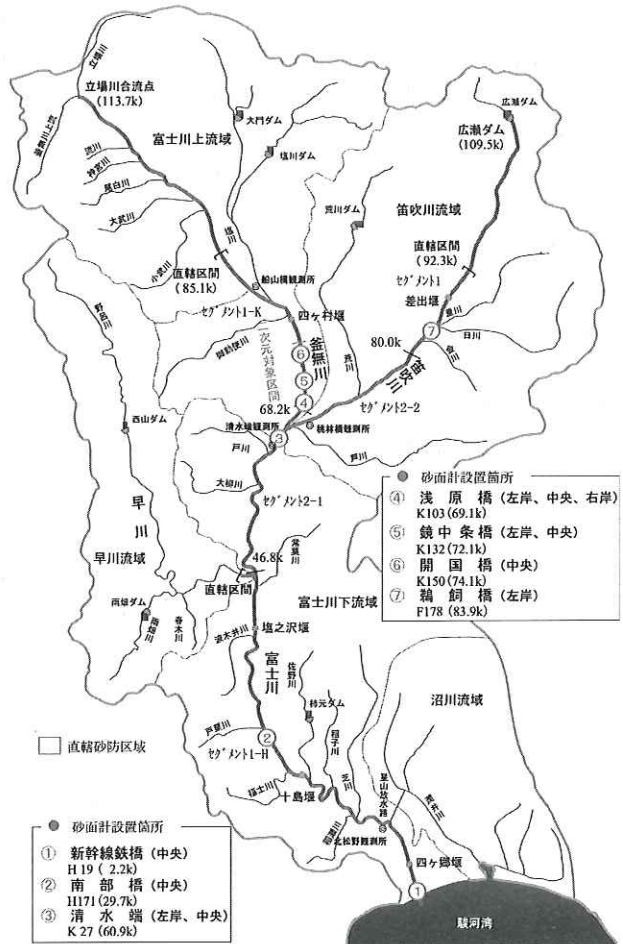 立場川
立場川合流点
(113.7k)
釜無川上流
流川
神宮川
尾白川
大武川
小武川
富士川上流域
大門ダム
塩川ダム
塩川
広瀬ダム
広瀬ダム
(109.5k)
荒川ダム
笛吹川流域
直轄区間
(92.3k)
セグメント1
差出堰
重川
日川
⑦
80.0k
笛吹川
直轄区間
(85.1k)
船山橋観測所
セグメント1-K
四ヶ村堰
御勅使川
一次元対象区間
釜無川
荒川
⑥
⑤
④
68.2k
セグメント2-2
清水端観測所
③
桃林橋観測所
戸川
戸川
大柳川
セグメント2-1
野呂川
西山ダム
早川
早川流域
雨畑ダム
雨畑川
春木川
常葉川
46.8k
直轄区間
富士川下流域
波木井川
塩之沢堰
富士川
佐野川
柿元ダム
稲子川
戸栗川
②
セグメント1-H
福士川
十島堰
芝川
稲瀬川
星山放水路
北松野観測所
沼川流域
四ヶ郷堰
①
駿河湾
直轄砂防区域
砂面計設置箇所
④ 浅原橋 (左岸、中央、右岸)
K103 (69.1k)
⑤ 鏡中条橋 (左岸、中央)
K132 (72.1k)
⑥ 開国橋 (中央)
K150 (74.1k)
⑦ 鵜飼橋 (左岸)
F178 (83.9k)
砂面計設置箇所
① 新幹線鉄橋 (中央)
H 19 ( 2.2k)
② 南部橋 (中央)
H171 (29.7k)
③ 清水端 (左岸、中央)
K 27 (60.9k)